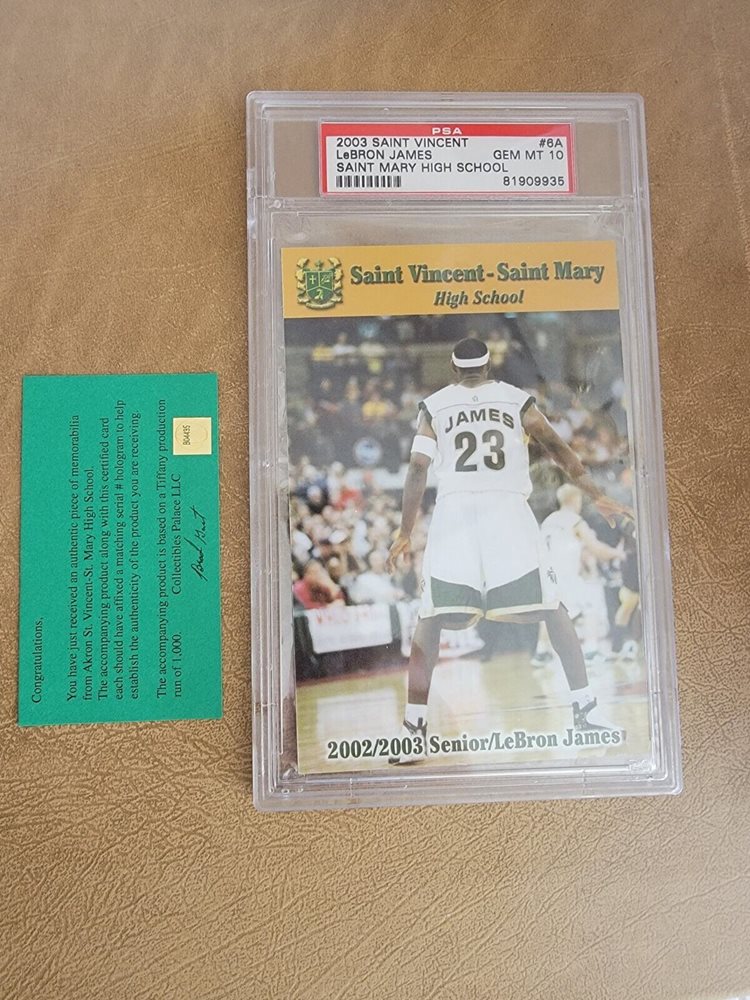 PSA
2003 SAINT VINCENT #6A
LeBRON JAMES GEM MT 10
SAINT MARY HIGH SCHOOL
81909935
Saint Vincent - Saint Mary
High School
JAMES
23
2002/2003 Senior/LeBron James
Congratulations,
You have just received an authentic piece of memorabilia
from Akron St. Vincent-St. Mary High School.
The accompanying product along with this certified card
each should have affixed a matching serial # hologram to help
establish the authenticity of the product you are receiving
The accompanying product is based on a Tiffany production
run of 1,000.
Collectibles Palace LLC
B04435